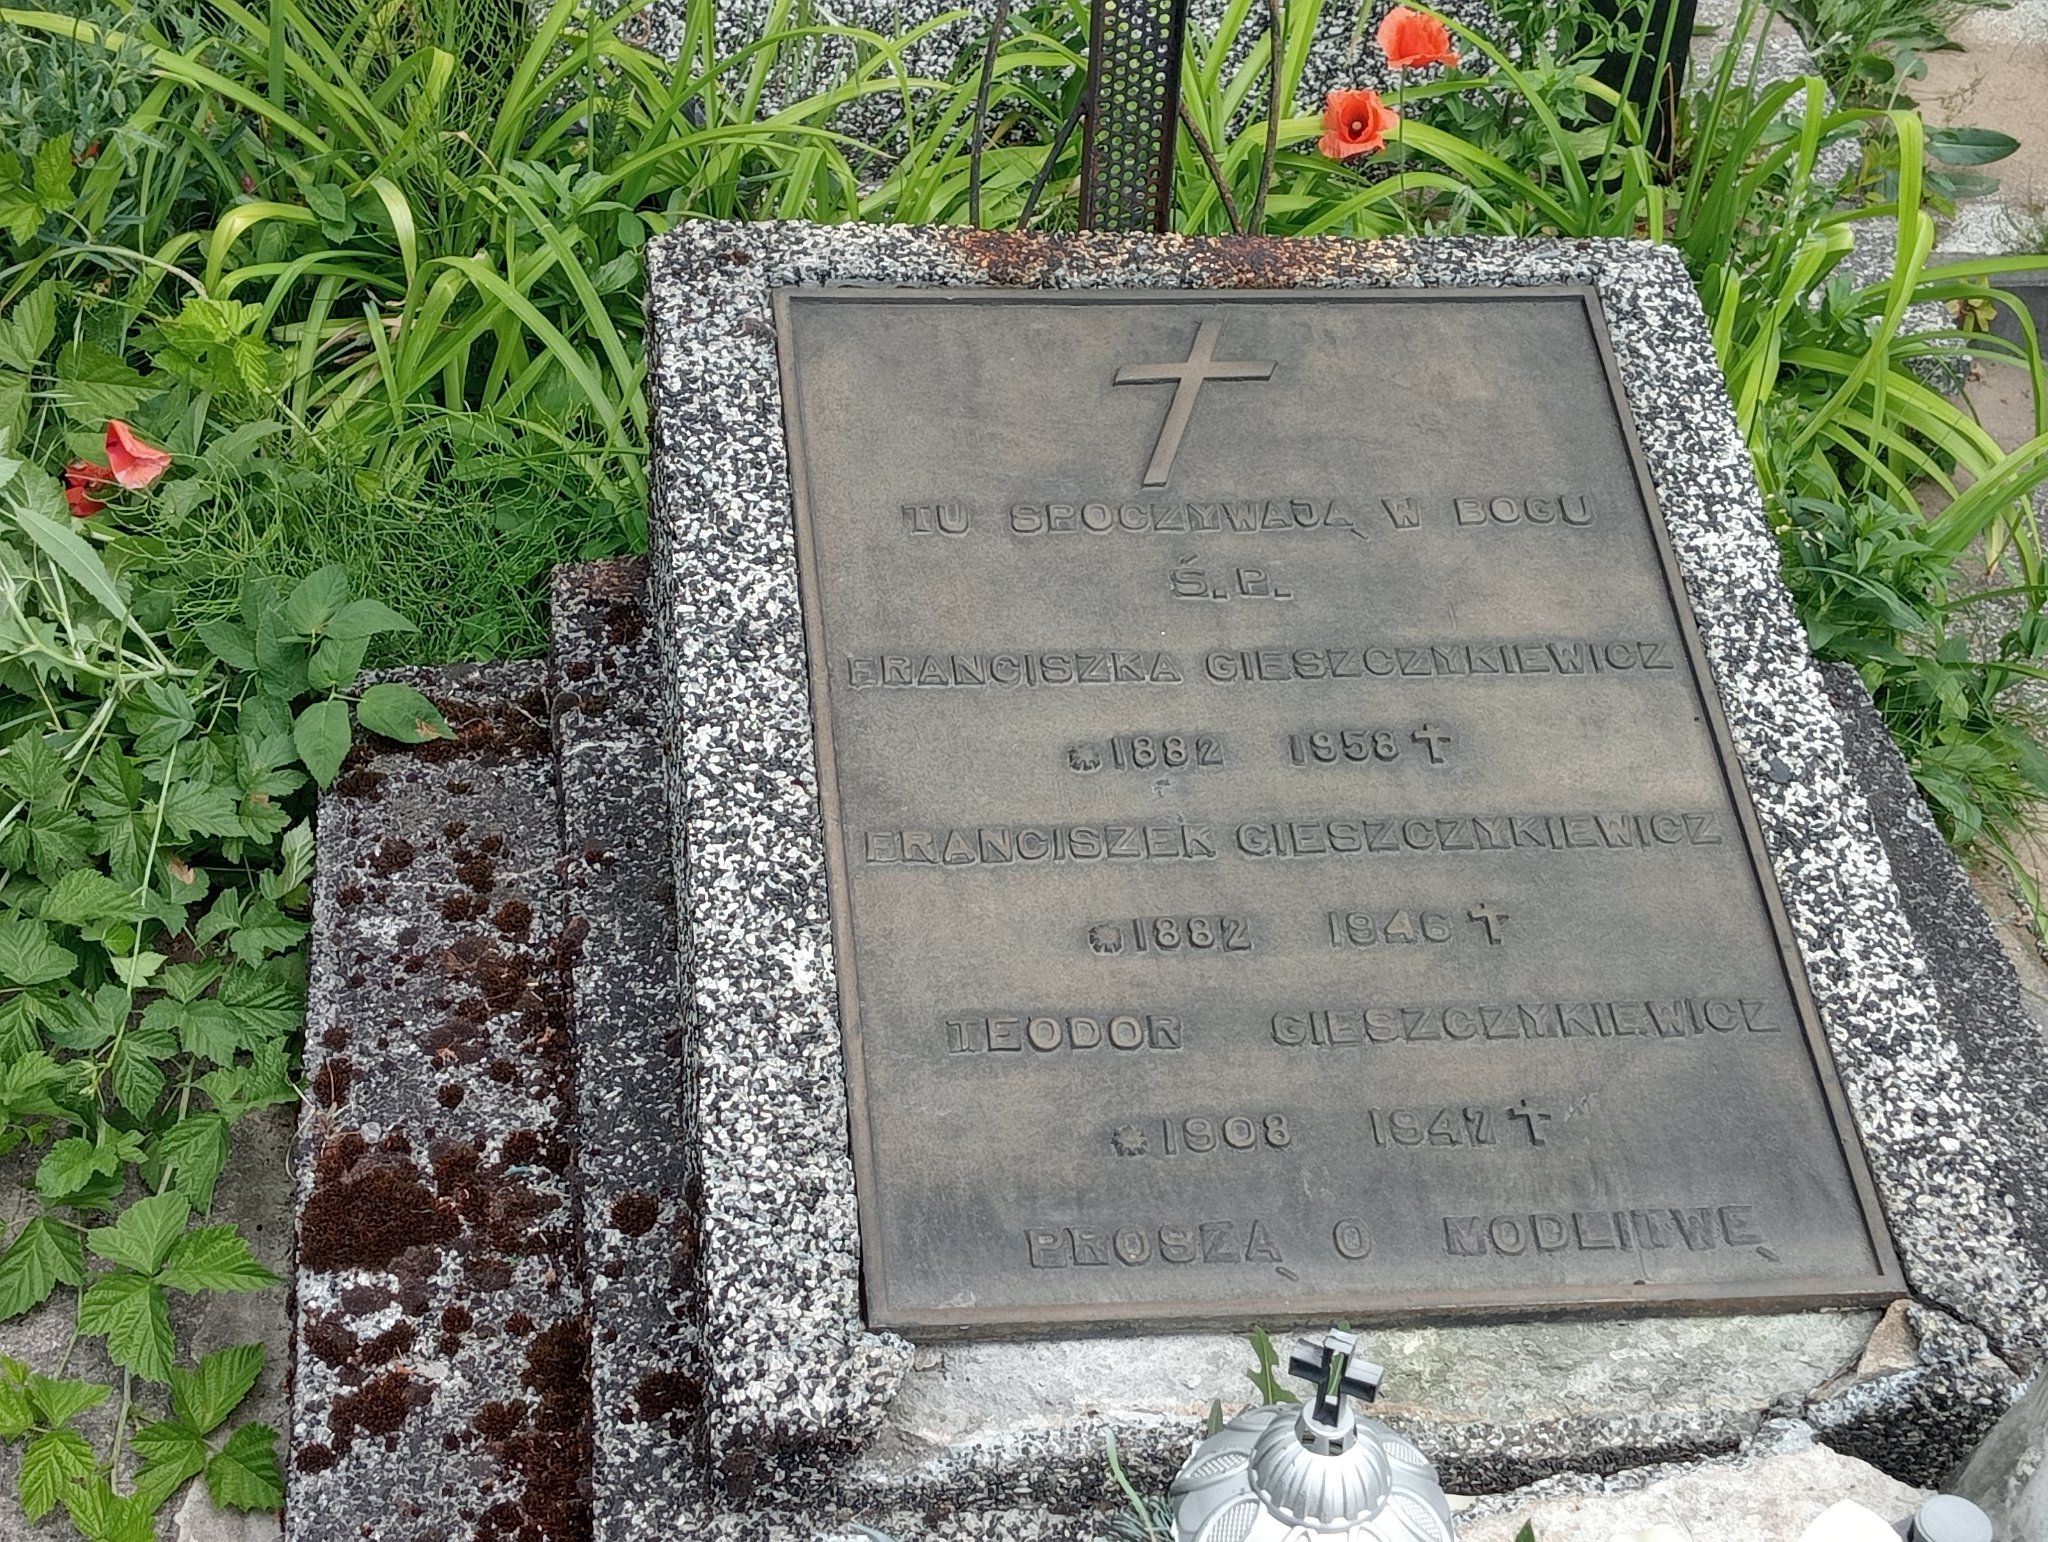 TU SPOCZYWAJĄ W BOGU
Ś.P.
FRANCISZKA GIESZCZYKIEWICZ
*1882 1958✝
FRANCISZEK GIESZCZYKIEWICZ
*1882 1946✝
TEODOR GIESZCZYKIEWICZ
*1908 1947✝
PROSZĄ O MODLITWĘ